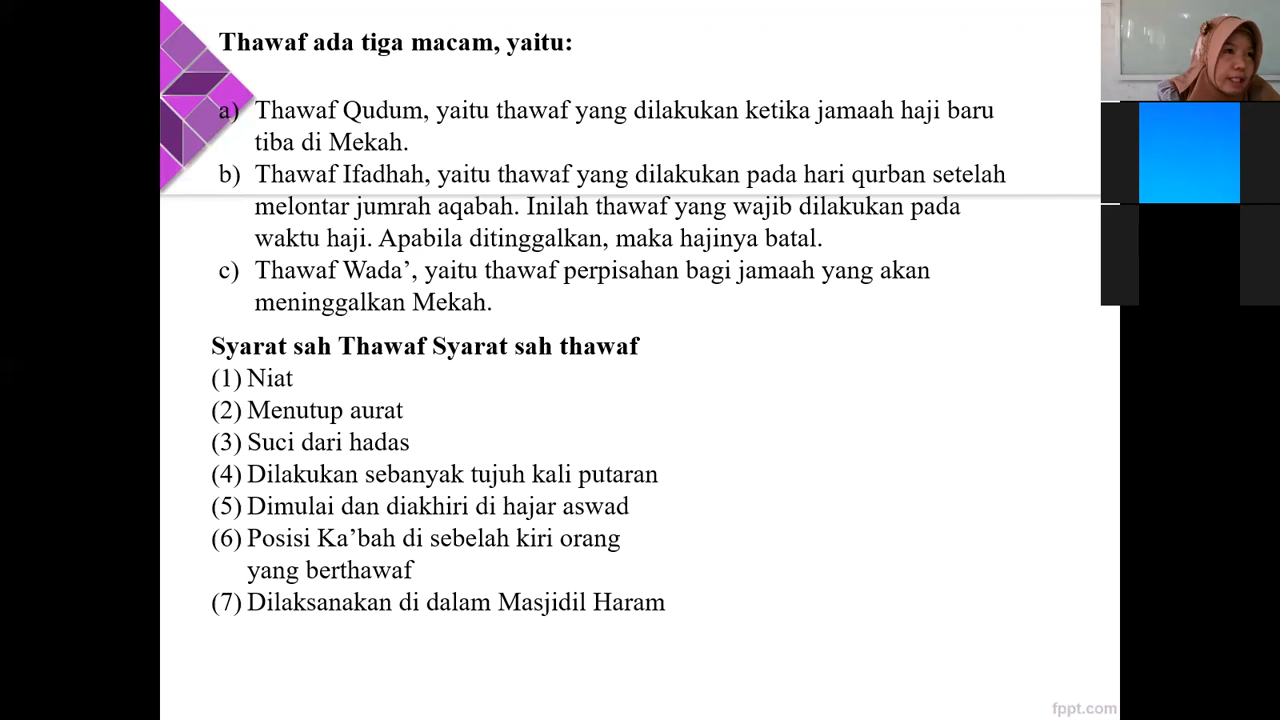 Thawaf ada tiga macam, yaitu:
a) Thawaf Qudum, yaitu thawaf yang dilakukan ketika jamaah haji baru
tiba di Mekah.
b) Thawaf Ifadhah, yaitu thawaf yang dilakukan pada hari qurban setelah
melontar jumrah aqabah. Inilah thawaf yang wajib dilakukan pada
waktu haji. Apabila ditinggalkan, maka hajinya batal.
c) Thawaf Wada’, yaitu thawaf perpisahan bagi jamaah yang akan
meninggalkan Mekah.
Syarat sah Thawaf Syarat sah thawaf
(1) Niat
(2) Menutup aurat
(3) Suci dari hadas
(4) Dilakukan sebanyak tujuh kali putaran
(5) Dimulai dan diakhiri di hajar aswad
(6) Posisi Ka’bah di sebelah kiri orang
yang berthawaf
(7) Dilaksanakan di dalam Masjidil Haram
fppt.com